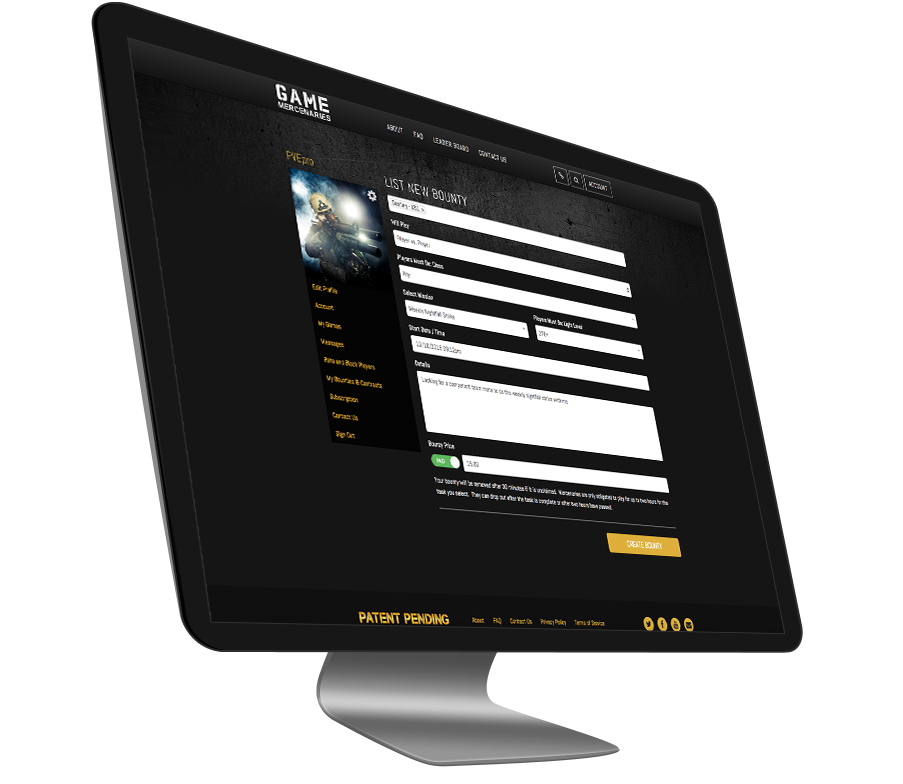 GAME
MERCENARIES
ABOUT FAQ LEADER BOARD CONTACT US
ACCOUNT
PVEpro
LIST NEW BOUNTY
Will Play
Player vs. Player
Players Must Be Class
Any
Edit Profile
Account
My Games
Messages
Rate and Block Players
My Bounties & Contracts
Subscription
Contact Us
Sign Out
Select Mission
Players Must Be Light Level
Weekly Nightfall Strike
Start Date / Time
Details
Looking for a competent team mate to do the weekly nightfall strike with me
Bounty Price
PAID
Your bounty will be removed after 30 minutes if it is unclaimed. Mercenaries are only obligated to play for up to two hours for the
task you select. They can drop out after the task is complete or after two hours have passed.
CREATE BOUNTY
PATENT PENDING
About FAQ Contact Us Privacy Policy Terms of Service